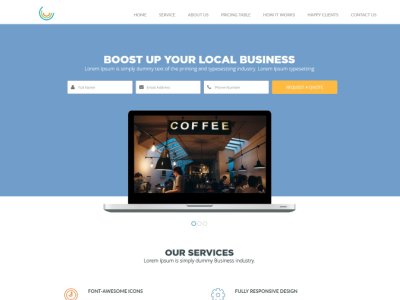 HOME SERVICE ABOUT US PRICING TABLE HOW IT WORKS HAPPY CLIENTS CONTACT US
BOOST UP YOUR LOCAL BUSINESS
Lorem Ipsum is simply dummy text of the printing and typesetting industry. Lorem Ipsum typesetting
Full Name Email Address Phone Number REQUEST A QUOTE
COFFEE
OUR SERVICES
Lorem Ipsum is simply dummy Business industry.
FONT-AWESOME ICONS FULLY RESPONSIVE DESIGN